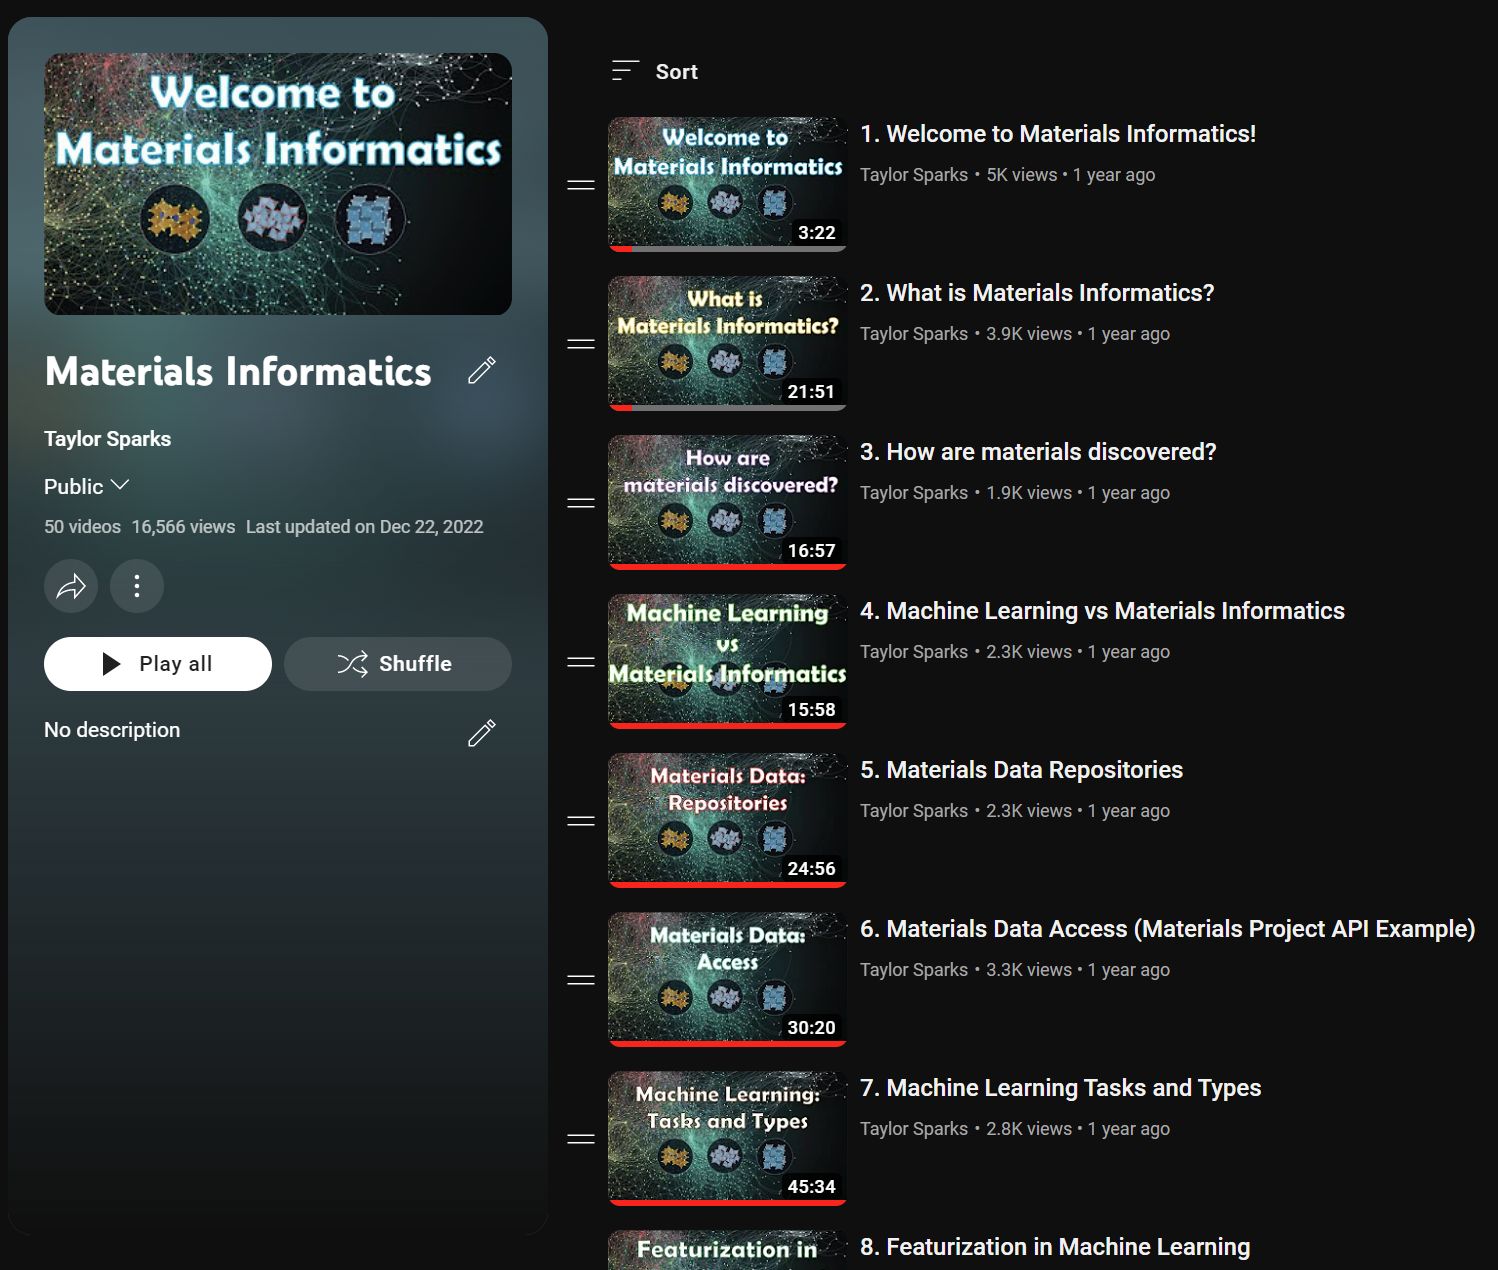 Welcome to
Materials Informatics
Materials Informatics
Taylor Sparks
Public
50 videos 16,566 views Last updated on Dec 22, 2022
Play all
Shuffle
No description
Sort
Welcome to
Materials Informatics
3:22
1. Welcome to Materials Informatics!
Taylor Sparks • 5K views • 1 year ago
What is
Materials Informatics?
21:51
2. What is Materials Informatics?
Taylor Sparks • 3.9K views • 1 year ago
How are
materials discovered?
16:57
3. How are materials discovered?
Taylor Sparks • 1.9K views • 1 year ago
Machine Learning
vs
Materials Informatics
15:58
4. Machine Learning vs Materials Informatics
Taylor Sparks • 2.3K views • 1 year ago
Materials Data:
Repositories
24:56
5. Materials Data Repositories
Taylor Sparks • 2.3K views • 1 year ago
Materials Data:
Access
30:20
6. Materials Data Access (Materials Project API Example)
Taylor Sparks • 3.3K views • 1 year ago
Machine Learning:
Tasks and Types
45:34
7. Machine Learning Tasks and Types
Taylor Sparks • 2.8K views • 1 year ago
Featurization in
8. Featurization in Machine Learning